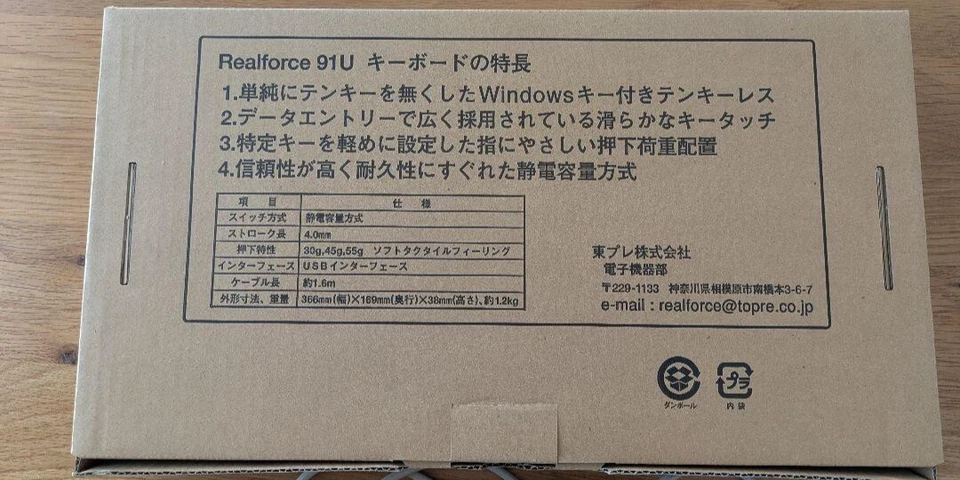 Realforce 91U キーボードの特長
1.単純にテンキーを無くしたWindowsキー付きテンキーレス
2.データエントリーで広く採用されている滑らかなキータッチ
3.特定キーを軽めに設定した指にやさしい押下荷重配置
4.信頼性が高く耐久性にすぐれた静電容量方式
項 目 仕 様
スイッチ方式 静電容量方式
ストローク長 4.0mm
押下特性 30g,45g,55g ソフトタクタイルフィーリング
インターフェース USBインターフェース
ケーブル長 約1.6m
外形寸法、重量 366mm(幅)×169mm(奥行)×38mm(高さ)、約1.2kg
東プレ株式会社
電子機器部
〒229-1133 神奈川県相模原市南橋本3-6-7
e-mail : realforce@topre.co.jp
プラ
ダンボール 内袋